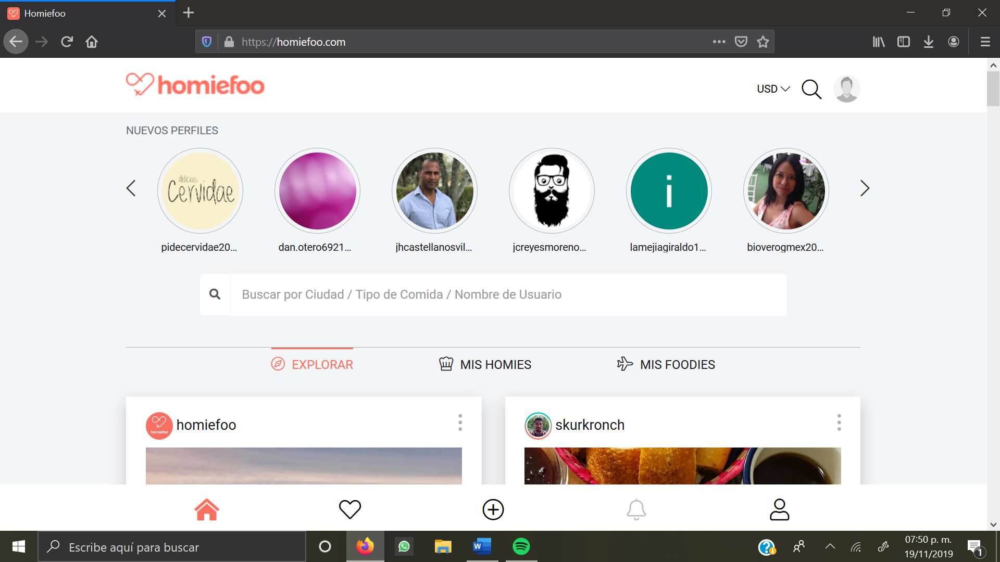 Homiefoo
https://homiefoo.com
homiefoo
USD
NUEVOS PERFILES
delicias
Cervidae
i
pidecervidae20...
dan.otero6921...
jhcastellanosvil...
jcreyesmoreno...
lamejiagiraldo1...
bioverogmex20...
Buscar por Ciudad / Tipo de Comida / Nombre de Usuario
EXPLORAR
MIS HOMIES
MIS FOODIES
homiefoo
homiefoo
skurkronch
Escribe aquí para buscar
W
07:50 p. m.
19/11/2019
1